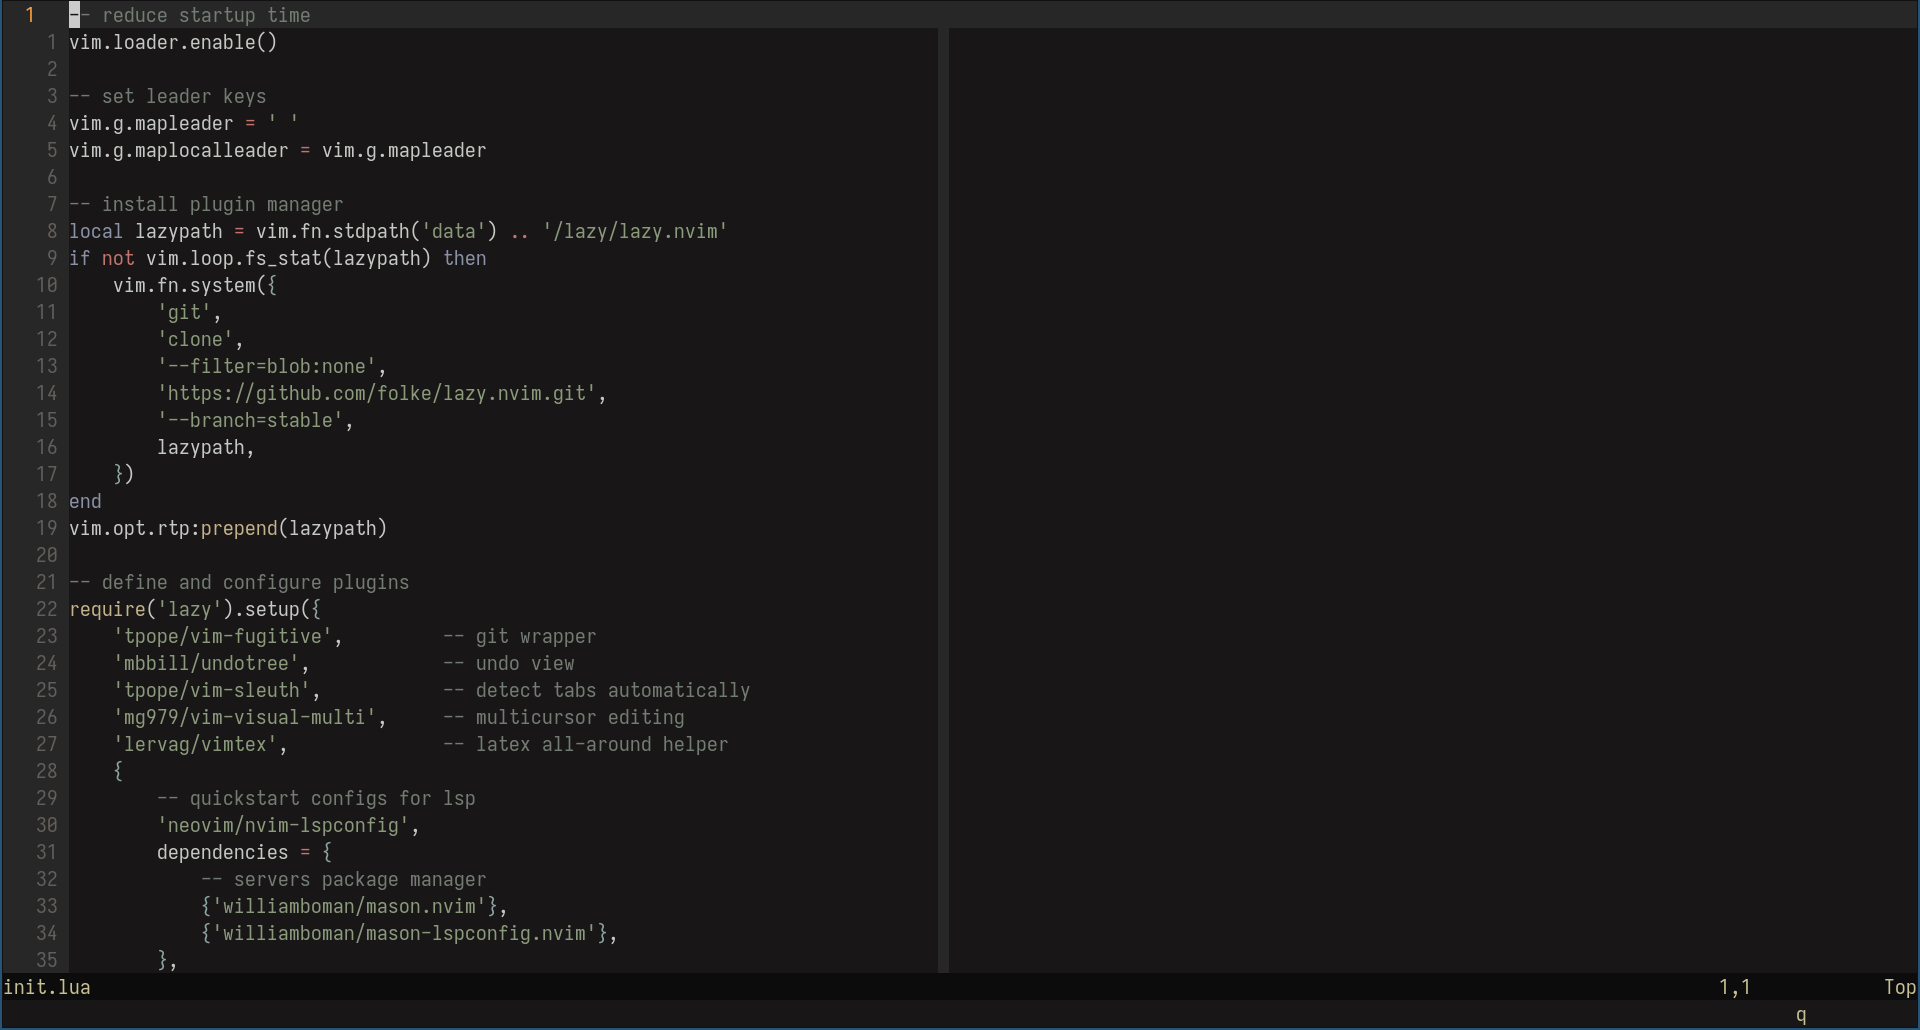 1   -- reduce startup time
  1 vim.loader.enable()
  2
  3 -- set leader keys
  4 vim.g.mapleader = ' '
  5 vim.g.maplocalleader = vim.g.mapleader
  6
  7 -- install plugin manager
  8 local lazypath = vim.fn.stdpath('data') .. '/lazy/lazy.nvim'
  9 if not vim.loop.fs_stat(lazypath) then
 10     vim.fn.system({
 11         'git',
 12         'clone',
 13         '--filter=blob:none',
 14         'https://github.com/folke/lazy.nvim.git',
 15         '--branch=stable',
 16         lazypath,
 17     })
 18 end
 19 vim.opt.rtp:prepend(lazypath)
 20
 21 -- define and configure plugins
 22 require('lazy').setup({
 23     'tpope/vim-fugitive',         -- git wrapper
 24     'mbbill/undotree',            -- undo view
 25     'tpope/vim-sleuth',           -- detect tabs automatically
 26     'mg979/vim-visual-multi',     -- multicursor editing
 27     'lervag/vimtex',              -- latex all-around helper
 28     {
 29         -- quickstart configs for lsp
 30         'neovim/nvim-lspconfig',
 31         dependencies = {
 32             -- servers package manager
 33             {'williamboman/mason.nvim'},
 34             {'williamboman/mason-lspconfig.nvim'},
 35         },
init.lua 1,1 Top
q